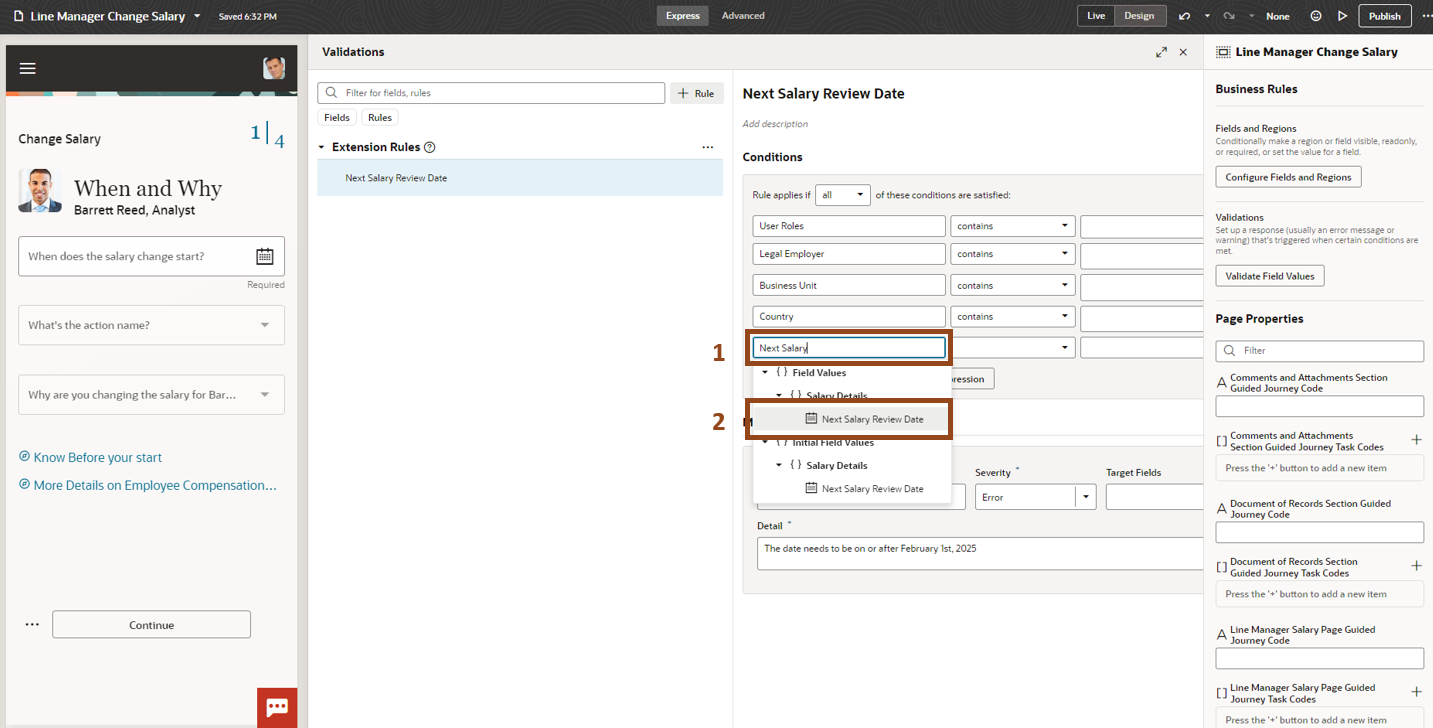 Line Manager Change Salary
Saved 6:32 PM
Express
Advanced
Live
Design
None
Publish
Change Salary
1
4
When and Why
Barrett Reed, Analyst
When does the salary change start?
Required
What's the action name?
Why are you changing the salary for Bar...
Know Before your start
More Details on Employee Compensation...
Continue
Validations
Filter for fields, rules
+ Rule
Fields
Rules
Extension Rules
Next Salary Review Date
Next Salary Review Date
Add description
Conditions
Rule applies if all of these conditions are satisfied:
User Roles contains
Legal Employer contains
Business Unit contains
Country contains
1
Next Salary
{ } Field Values
pression
{ } Salary Details
2
Next Salary Review Date
{ } Initial Field Values
{ } Salary Details
Next Salary Review Date
Severity *
Target Fields
Error
Detail *
The date needs to be on or after February 1st, 2025
Line Manager Change Salary
Business Rules
Fields and Regions
Conditionally make a region or field visible, readonly,
or required, or set the value for a field.
Configure Fields and Regions
Validations
Set up a response (usually an error message or
warning) that's triggered when certain conditions are
met.
Validate Field Values
Page Properties
Filter
A Comments and Attachments Section
Guided Journey Code
[ ] Comments and Attachments
Section Guided Journey Task Codes
+
Press the '+' button to add a new item
A Document of Records Section Guided
Journey Code
[ ] Document of Records Section
Guided Journey Task Codes
+
Press the '+' button to add a new item
A Line Manager Salary Page Guided
Journey Code
[ ] Line Manager Salary Page Guided
Journey Task Codes
+
Press the '+' button to add a new item